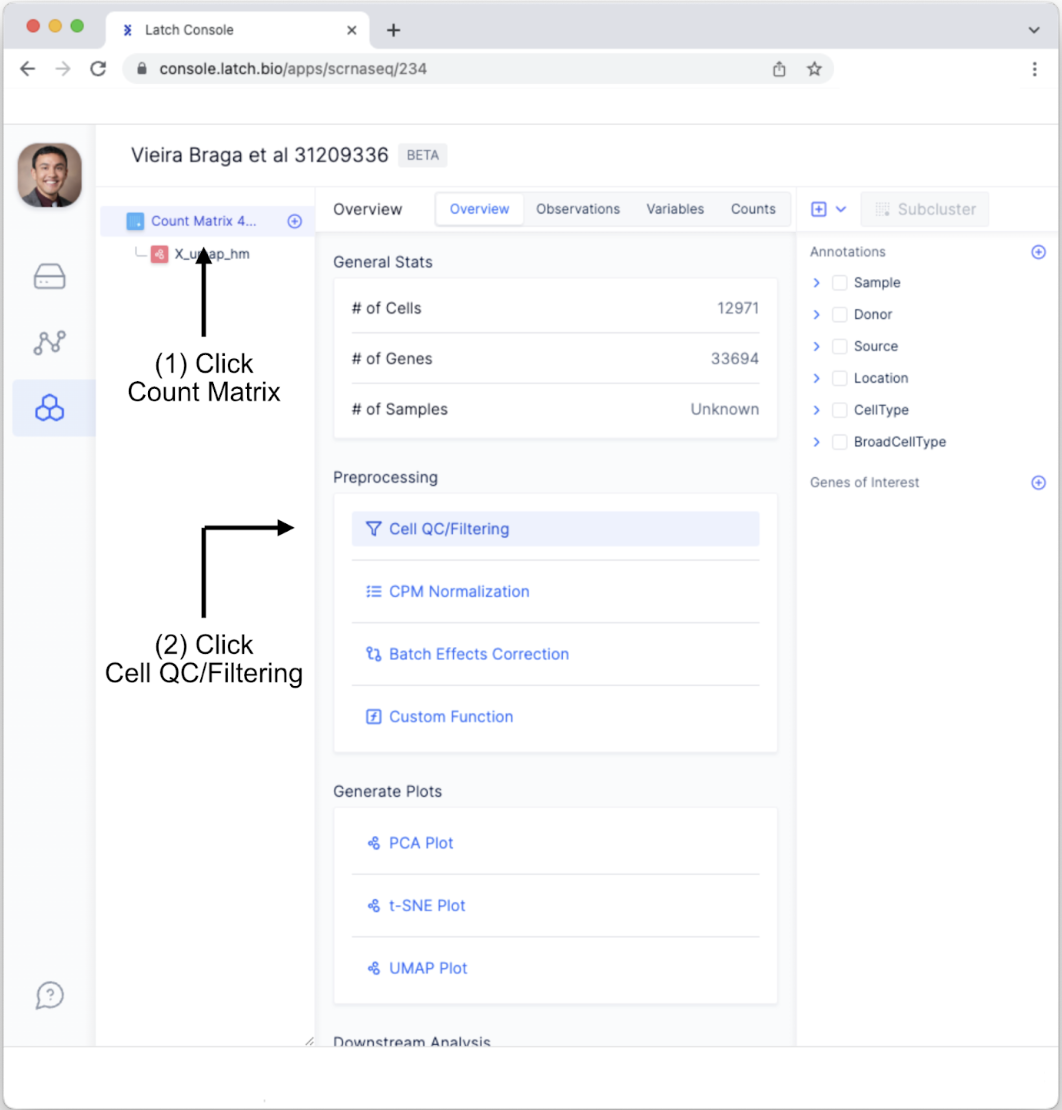 Latch Console
console.latch.bio/apps/scrnaseq/234
Vieira Braga et al 31209336 BETA
Count Matrix 4...
X_umap_hm
(1) Click
Count Matrix
(2) Click
Cell QC/Filtering
Overview Overview Observations Variables Counts
General Stats
# of Cells 12971
# of Genes 33694
# of Samples Unknown
Preprocessing
Cell QC/Filtering
CPM Normalization
Batch Effects Correction
Custom Function
Generate Plots
PCA Plot
t-SNE Plot
UMAP Plot
Downstream Analysis
Subcluster
Annotations
Sample
Donor
Source
Location
CellType
BroadCellType
Genes of Interest